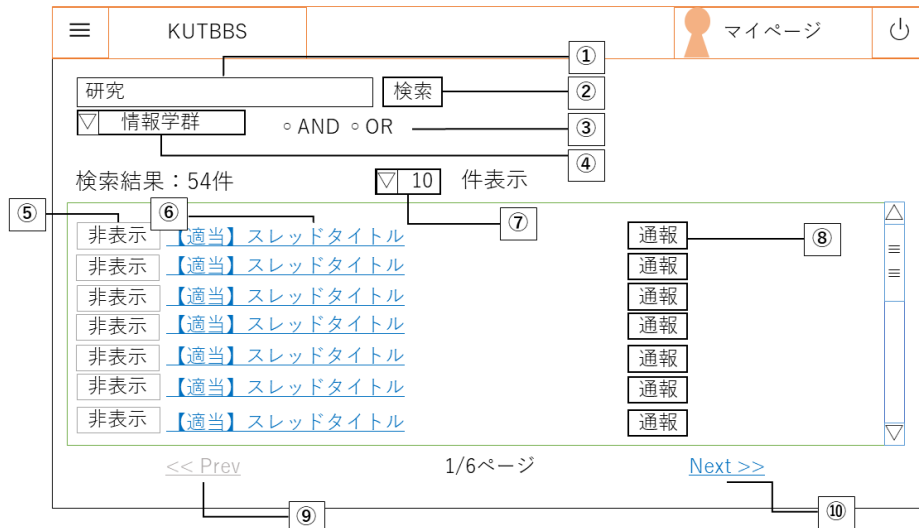 ≡ KUTBBS マイページ
①
研究 検索 ②
▽ 情報学群 ◦ AND ◦ OR ③
④
検索結果：54件 ▽ 10 件表示
⑤ ⑥ ⑦
非表示 【適当】スレッドタイトル 通報 ⑧
非表示 【適当】スレッドタイトル 通報
非表示 【適当】スレッドタイトル 通報
非表示 【適当】スレッドタイトル 通報
非表示 【適当】スレッドタイトル 通報
非表示 【適当】スレッドタイトル 通報
非表示 【適当】スレッドタイトル 通報
<< Prev 1/6ページ Next >>
⑨ ⑩